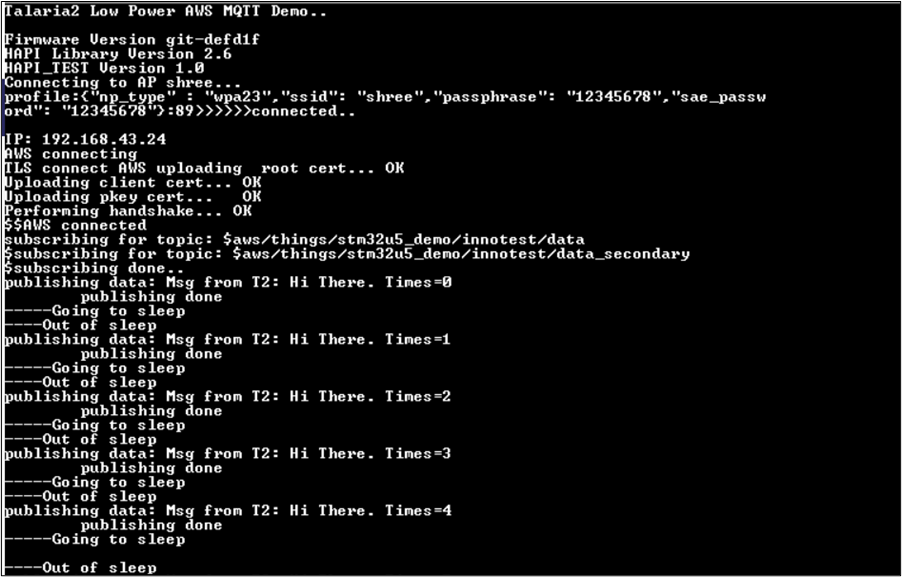 Talaria2 Low Power AWS MQTT Demo..
Firmware Version git-defd1f
HAPI Library Version 2.6
HAPI_TEST Version 1.0
Connecting to AP shree...
profile:{"np_type" : "wpa23","ssid": "shree","passphrase": "12345678","sae_passw
ord": "12345678"}:89>>>>>>connected..
IP: 192.168.43.24
AWS connecting
TLS connect AWS uploading  root cert... OK
Uploading client cert... OK
Uploading pkey cert...   OK
Performing handshake... OK
$$AWS connected
subscribing for topic: $aws/things/stm32u5_demo/innotest/data
$subscribing for topic: $aws/things/stm32u5_demo/innotest/data_secondary
$subscribing done..
publishing data: Msg from T2: Hi There. Times=0
        publishing done
-----Going to sleep
----Out of sleep
publishing data: Msg from T2: Hi There. Times=1
        publishing done
-----Going to sleep
----Out of sleep
publishing data: Msg from T2: Hi There. Times=2
        publishing done
-----Going to sleep
----Out of sleep
publishing data: Msg from T2: Hi There. Times=3
        publishing done
-----Going to sleep
----Out of sleep
publishing data: Msg from T2: Hi There. Times=4
        publishing done
-----Going to sleep
----Out of sleep